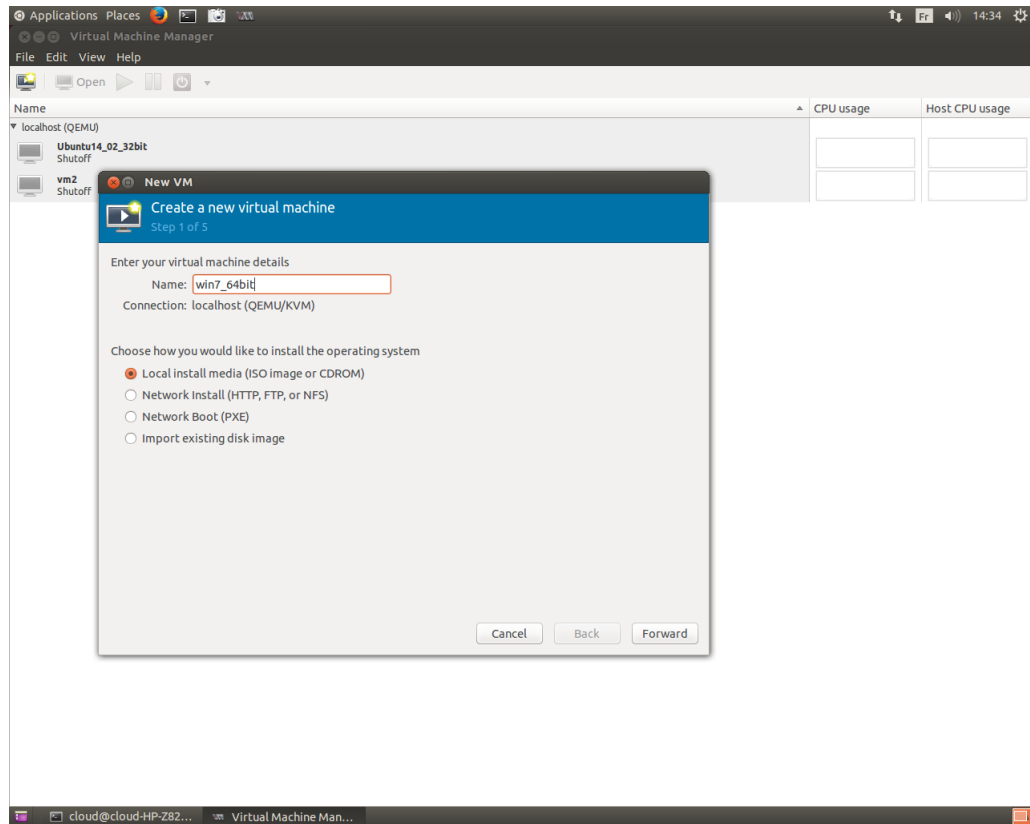 Applications Places Fr 14:34
Virtual Machine Manager
File Edit View Help
Open
Name CPU usage Host CPU usage
localhost (QEMU)
Ubuntu14_02_32bit
Shutoff
vm2
Shutoff
New VM
Create a new virtual machine
Step 1 of 5
Enter your virtual machine details
Name: win7_64bit
Connection: localhost (QEMU/KVM)
Choose how you would like to install the operating system
Local install media (ISO image or CDROM)
Network Install (HTTP, FTP, or NFS)
Network Boot (PXE)
Import existing disk image
Cancel Back Forward
cloud@cloud-HP-Z82... Virtual Machine Man...